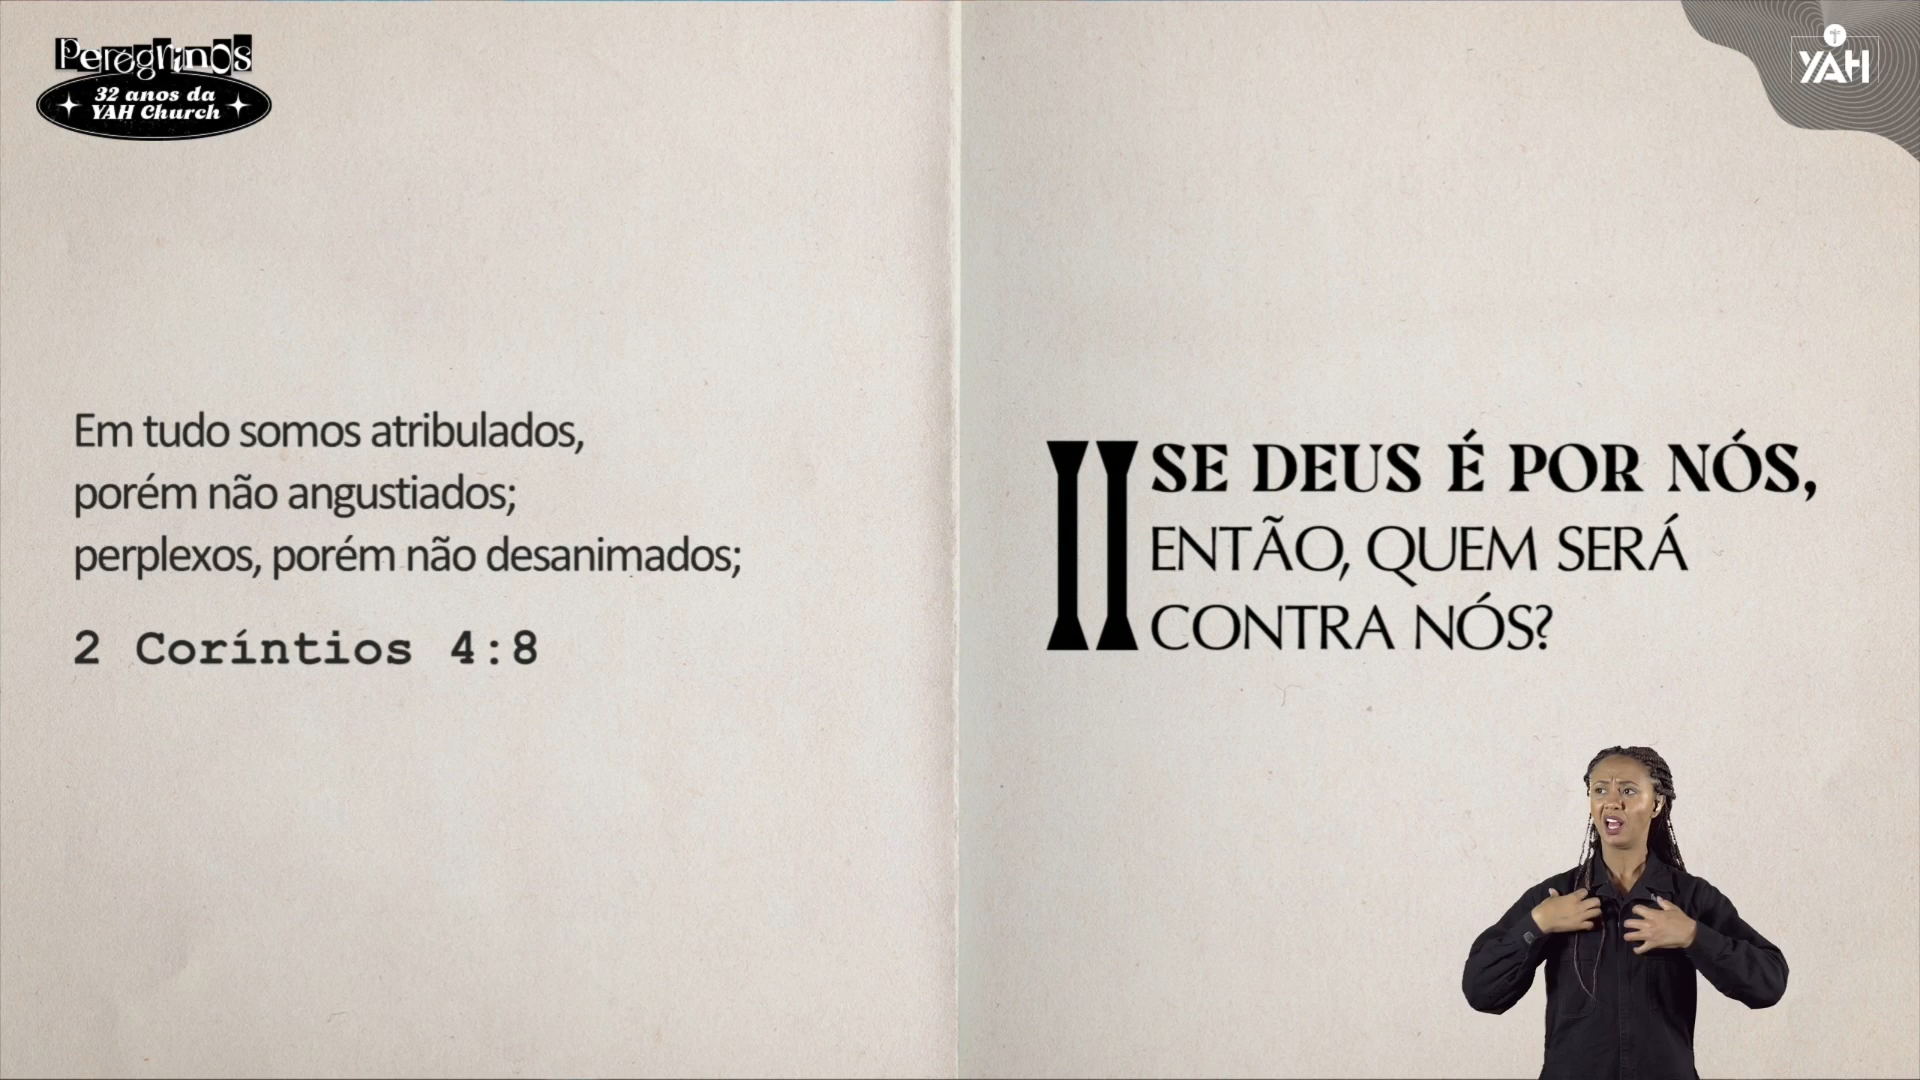 Peregrinos
32 anos da
YAH Church
YAH
Em tudo somos atribulados,
porém não angustiados;
perplexos, porém não desanimados;
2 Coríntios 4:8
II
SE DEUS É POR NÓS,
ENTÃO, QUEM SERÁ
CONTRA NÓS?